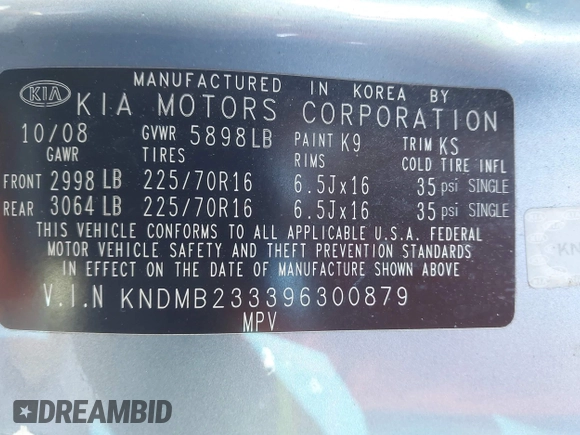 MANUFACTURED IN KOREA BY
KIA KIA MOTORS CORPORATION
10/08 GVWR 5898LB PAINT K9 TRIM KS
GAWR TIRES RIMS COLD TIRE INFL
FRONT 2998 LB 225/70R16 6.5Jx16 35 psi SINGLE
REAR 3064 LB 225/70R16 6.5Jx16 35 psi SINGLE
THIS VEHICLE CONFORMS TO ALL APPLICABLE U.S.A. FEDERAL
MOTOR VEHICLE SAFETY AND THEFT PREVENTION STANDARDS
IN EFFECT ON THE DATE OF MANUFACTURE SHOWN ABOVE
V.I.N KNDMB233396300879
MPV
KN
DREAMBID